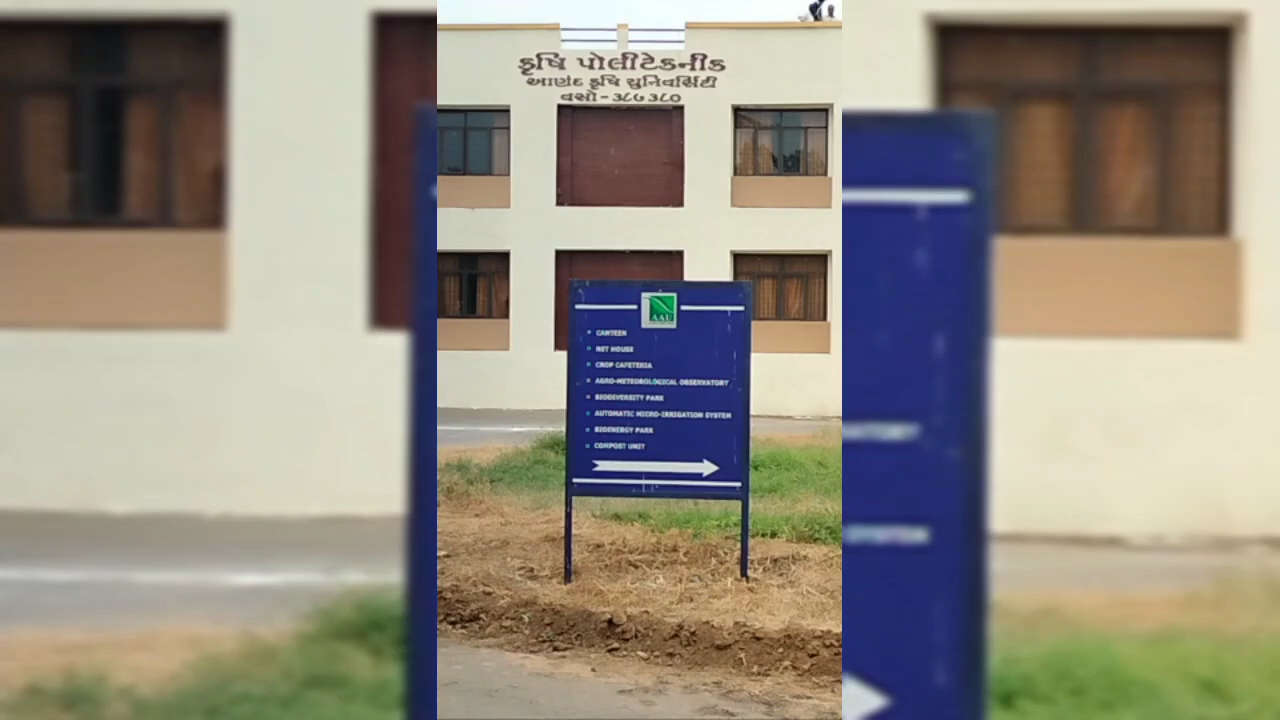 કૃષિ પોલીટેકનીક
આણંદ કૃષિ યુનિવર્સિટી
વસો - ૩૮૭ ૩૮૦
AAU
CANTEEN
NET HOUSE
CROP CAFETERIA
AGRO-METEOROLOGICAL OBSERVATORY
BIODIVERSITY PARK
AUTOMATIC MICRO-IRRIGATION SYSTEM
BIOENERGY PARK
COMPOST UNIT